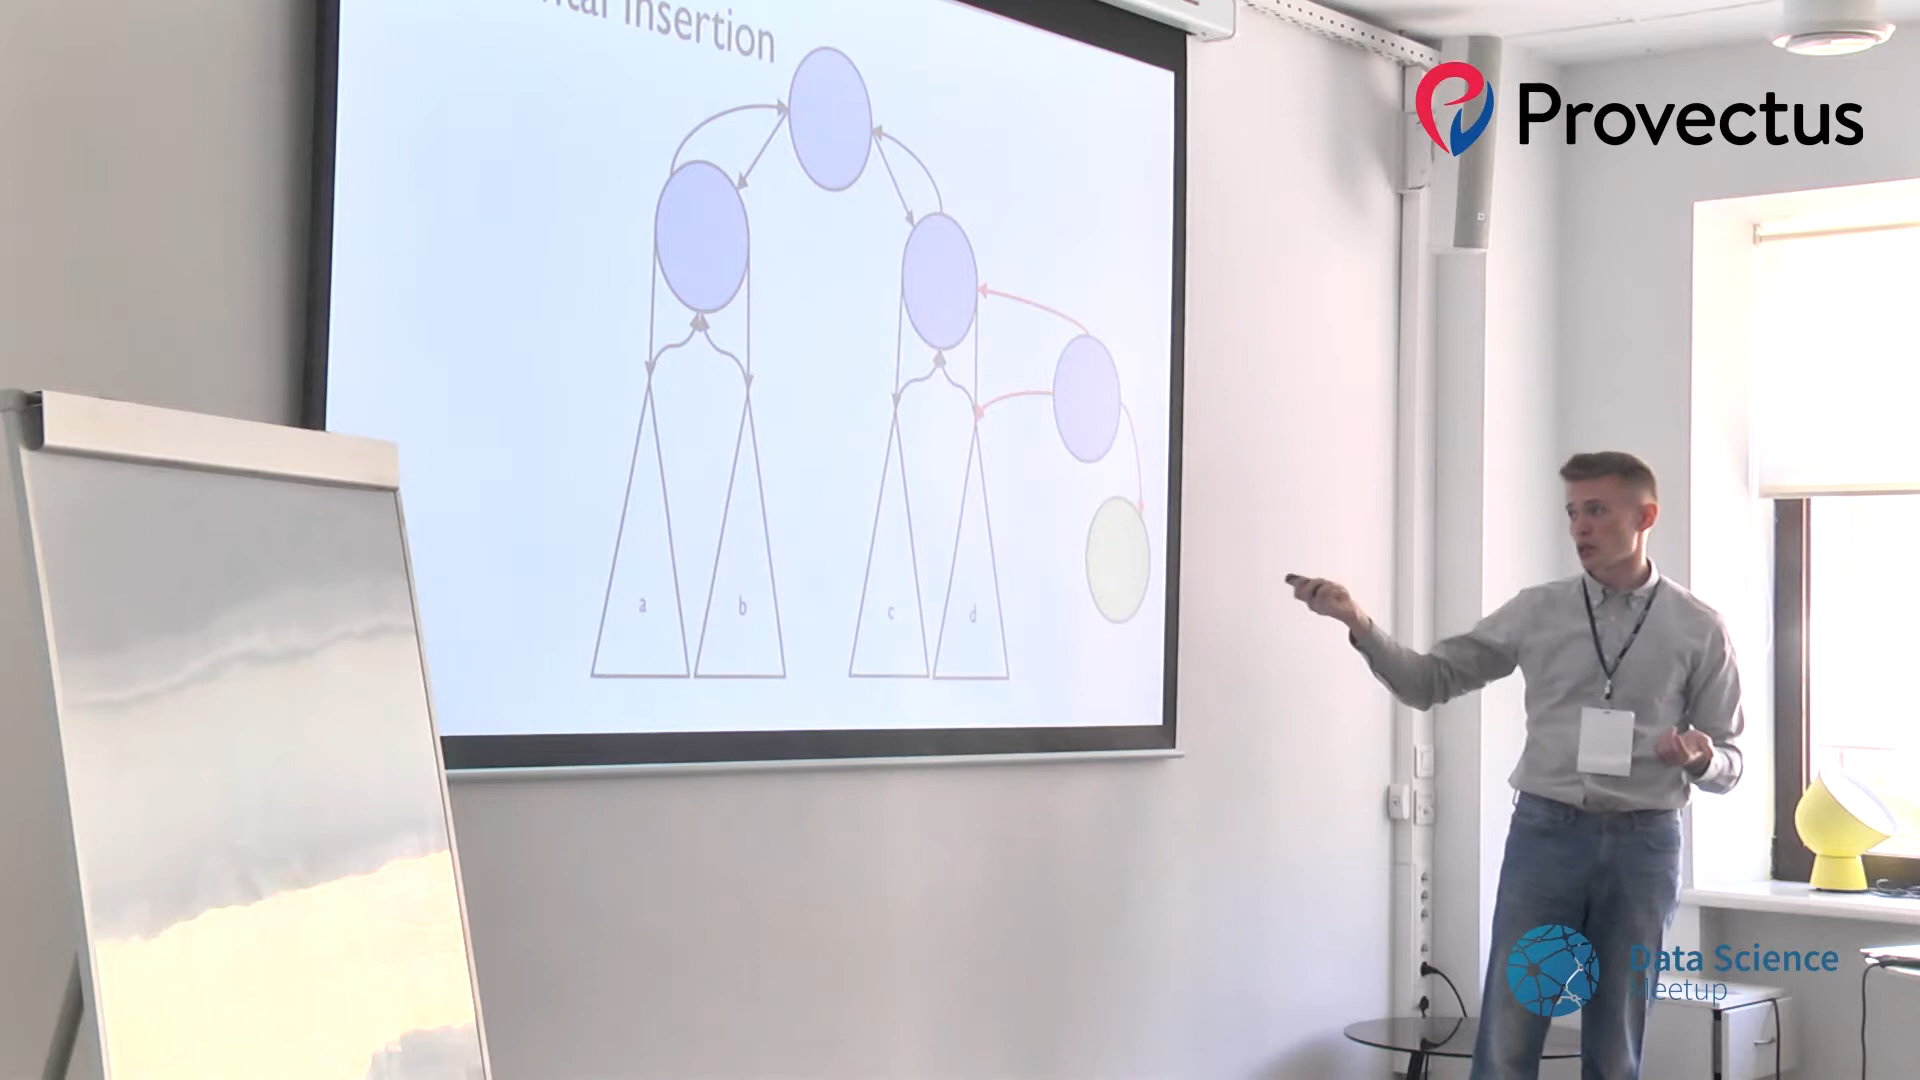 insertion
Provectus
a
b
c
d
Data Science
Meetup